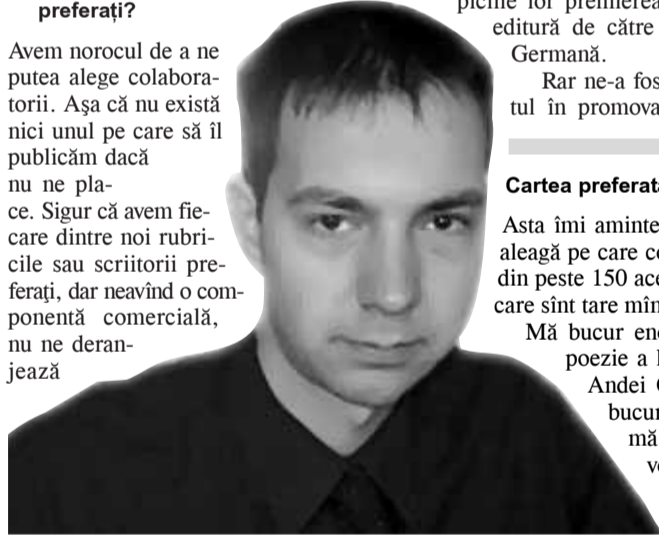 preferați?
Avem norocul de a ne
putea alege colabora-
torii. Aşa că nu există
nici unul pe care să îl
publicăm dacă
nu ne pla-
ce. Sigur că avem fie-
care dintre noi rubri-
cile sau scriitorii pre-
feraţi, dar neavînd o com-
ponentă comercială,
nu ne deran-
jează
editură de către
Germană.
Rar ne-a fos
tul în promova
Cartea preferat
Asta îmi aminte
aleagă pe care c
din peste 150 ac
care sînt tare mîn
Mă bucur en
poezie a
Andei
bucur
mă
v